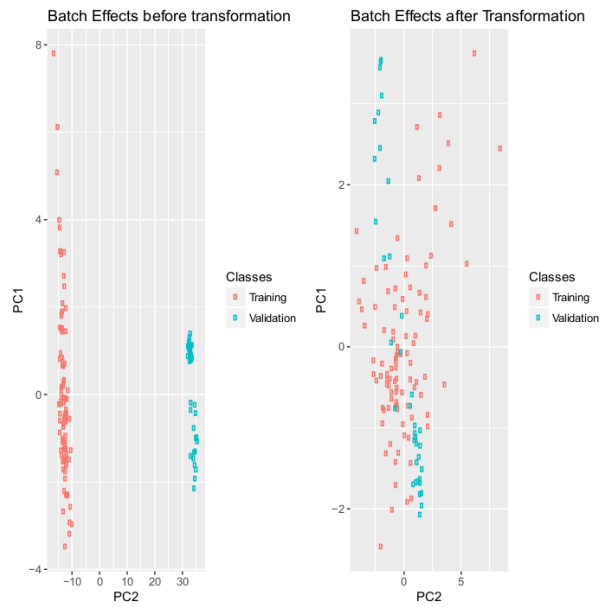 Batch Effects before transformation
8
4
0
−4
PC1
−10
0
10
20
30
PC2
Classes
Training
Validation
Batch Effects after Transformation
2
0
−2
PC1
0
5
PC2
Classes
Training
Validation